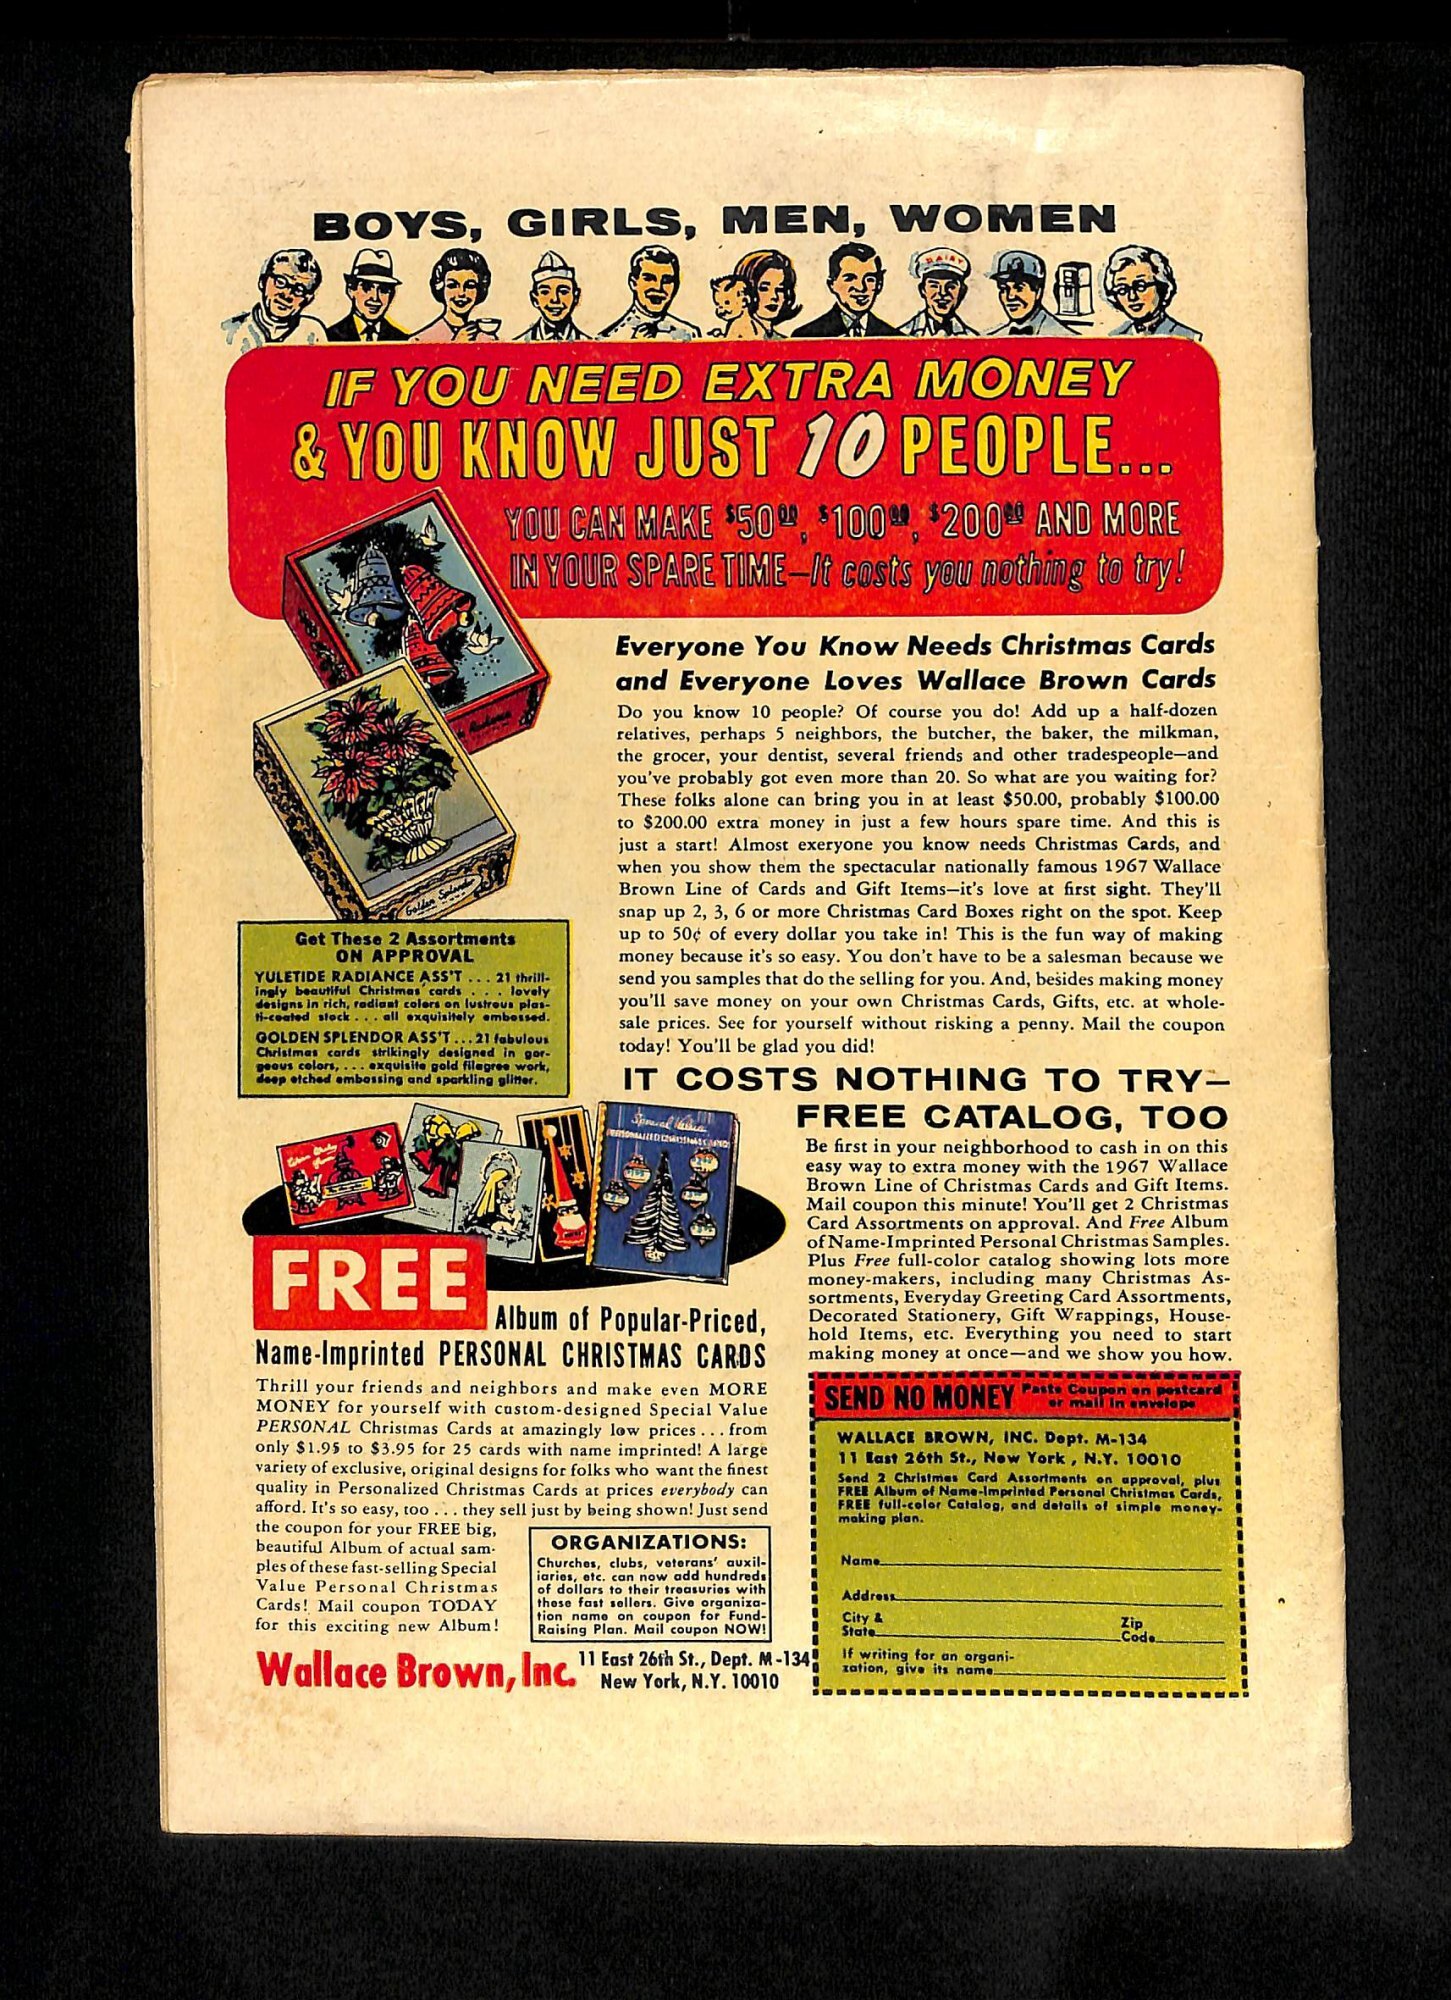 BOYS, GIRLS, MEN, WOMEN
DAIRY
IF YOU NEED EXTRA MONEY
& YOU KNOW JUST 10 PEOPLE...
YOU CAN MAKE $50.00, $100.00, $200.00 AND MORE
IN YOUR SPARE TIME—It costs you nothing to try!
Everyone You Know Needs Christmas Cards
and Everyone Loves Wallace Brown Cards
Do you know 10 people? Of course you do! Add up a half-dozen
relatives, perhaps 5 neighbors, the butcher, the baker, the milkman,
the grocer, your dentist, several friends and other tradespeople—and
you've probably got even more than 20. So what are you waiting for?
These folks alone can bring you in at least $50.00, probably $100.00
to $200.00 extra money in just a few hours spare time. And this is
just a start! Almost exeryone you know needs Christmas Cards, and
when you show them the spectacular nationally famous 1967 Wallace
Brown Line of Cards and Gift Items—it's love at first sight. They'll
snap up 2, 3, 6 or more Christmas Card Boxes right on the spot. Keep
up to 50¢ of every dollar you take in! This is the fun way of making
money because it's so easy. You don't have to be a salesman because we
send you samples that do the selling for you. And, besides making money
you'll save money on your own Christmas Cards, Gifts, etc. at whole-
sale prices. See for yourself without risking a penny. Mail the coupon
today! You'll be glad you did!
Radiance
Golden Splendor
Get These 2 Assortments
ON APPROVAL
YULETIDE RADIANCE ASS'T . . . 21 thrill-
ingly beautiful Christmas cards . . . . lovely
designs in rich, radiant colors on lustrous plas-
ti-coated stock . . . all exquisitely embossed.
GOLDEN SPLENDOR ASS'T . . . 21 fabulous
Christmas cards strikingly designed in gor-
geous colors, . . . exquisite gold filagree work,
deep etched embossing and sparkling glitter.
IT COSTS NOTHING TO TRY—
FREE CATALOG, TOO
Be first in your neighborhood to cash in on this
easy way to extra money with the 1967 Wallace
Brown Line of Christmas Cards and Gift Items.
Mail coupon this minute! You'll get 2 Christmas
Card Assortments on approval. And Free Album
of Name-Imprinted Personal Christmas Samples.
Plus Free full-color catalog showing lots more
money-makers, including many Christmas As-
sortments, Everyday Greeting Card Assortments,
Decorated Stationery, Gift Wrappings, House-
hold Items, etc. Everything you need to start
making money at once—and we show you how.
Special Value
PERSONALIZED CHRISTMAS CARDS
FREE
Album of Popular-Priced,
Name-Imprinted PERSONAL CHRISTMAS CARDS
Thrill your friends and neighbors and make even MORE
MONEY for yourself with custom-designed Special Value
PERSONAL Christmas Cards at amazingly low prices . . . from
only $1.95 to $3.95 for 25 cards with name imprinted! A large
variety of exclusive, original designs for folks who want the finest
quality in Personalized Christmas Cards at prices everybody can
afford. It's so easy, too . . . they sell just by being shown! Just send
the coupon for your FREE big,
beautiful Album of actual sam-
ples of these fast-selling Special
Value Personal Christmas
Cards! Mail coupon TODAY
for this exciting new Album!
ORGANIZATIONS:
Churches, clubs, veterans' auxil-
iaries, etc. can now add hundreds
of dollars to their treasuries with
these fast sellers. Give organiza-
tion name on coupon for Fund-
Raising Plan. Mail coupon NOW!
Wallace Brown, Inc.
11 East 26th St., Dept. M-134
New York, N.Y. 10010
SEND NO MONEY Paste Coupon on postcard
or mail in envelope
WALLACE BROWN, INC. Dept. M-134
11 East 26th St., New York , N.Y. 10010
Send 2 Christmas Card Assortments on approval, plus
FREE Album of Name-Imprinted Personal Christmas Cards,
FREE full-color Catalog, and details of simple money-
making plan.
Name
Address
City &
State
Zip
Code
If writing for an organi-
zation, give its name